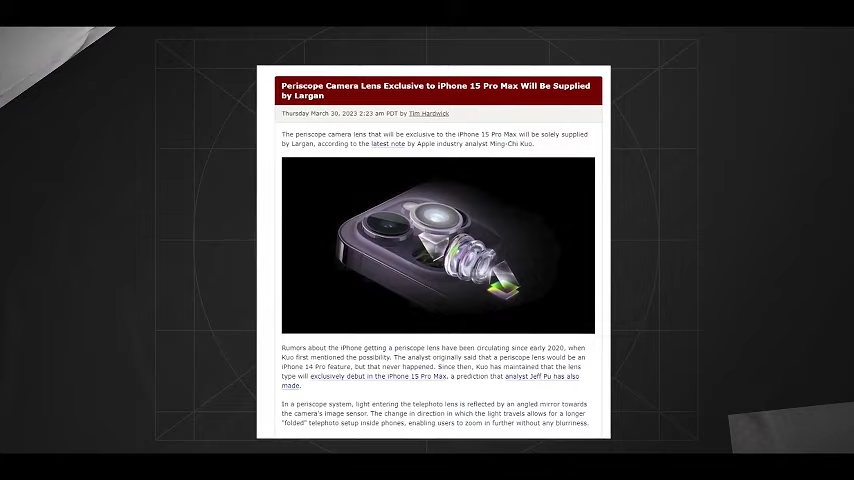 Periscope Camera Lens Exclusive to iPhone 15 Pro Max Will Be Supplied
by Largan
Thursday March 30, 2023 2:23 am PDT by Tim Hardwick
The periscope camera lens that will be exclusive to the iPhone 15 Pro Max will be solely supplied
by Largan, according to the latest note by Apple industry analyst Ming-Chi Kuo.
Rumors about the iPhone getting a periscope lens have been circulating since early 2020, when
Kuo first mentioned the possibility. The analyst originally said that a periscope lens would be an
iPhone 14 Pro feature, but that never happened. Since then, Kuo has maintained that the lens
type will exclusively debut in the iPhone 15 Pro Max, a prediction that analyst Jeff Pu has also
made.
In a periscope system, light entering the telephoto lens is reflected by an angled mirror towards
the camera's image sensor. The change in direction in which the light travels allows for a longer
"folded" telephoto setup inside phones, enabling users to zoom in further without any blurriness.